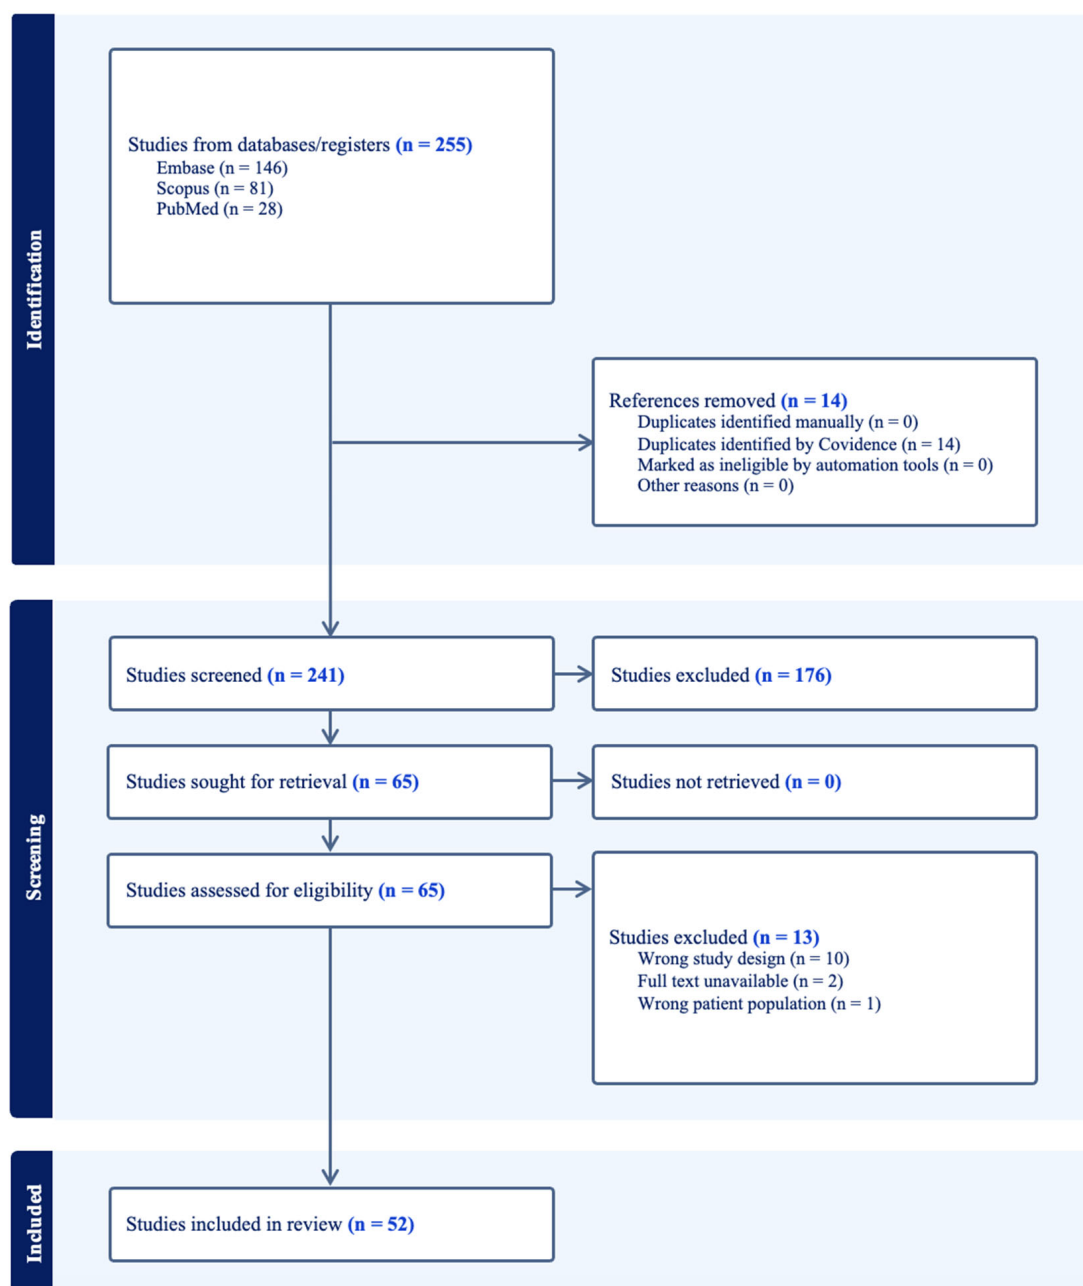 Identification
Studies from databases/registers (n = 255)
Embase (n = 146)
Scopus (n = 81)
PubMed (n = 28)
References removed (n = 14)
Duplicates identified manually (n = 0)
Duplicates identified by Covidence (n = 14)
Marked as ineligible by automation tools (n = 0)
Other reasons (n = 0)
Screening
Studies screened (n = 241)
Studies excluded (n = 176)
Studies sought for retrieval (n = 65)
Studies not retrieved (n = 0)
Studies assessed for eligibility (n = 65)
Studies excluded (n = 13)
Wrong study design (n = 10)
Full text unavailable (n = 2)
Wrong patient population (n = 1)
Included
Studies included in review (n = 52)